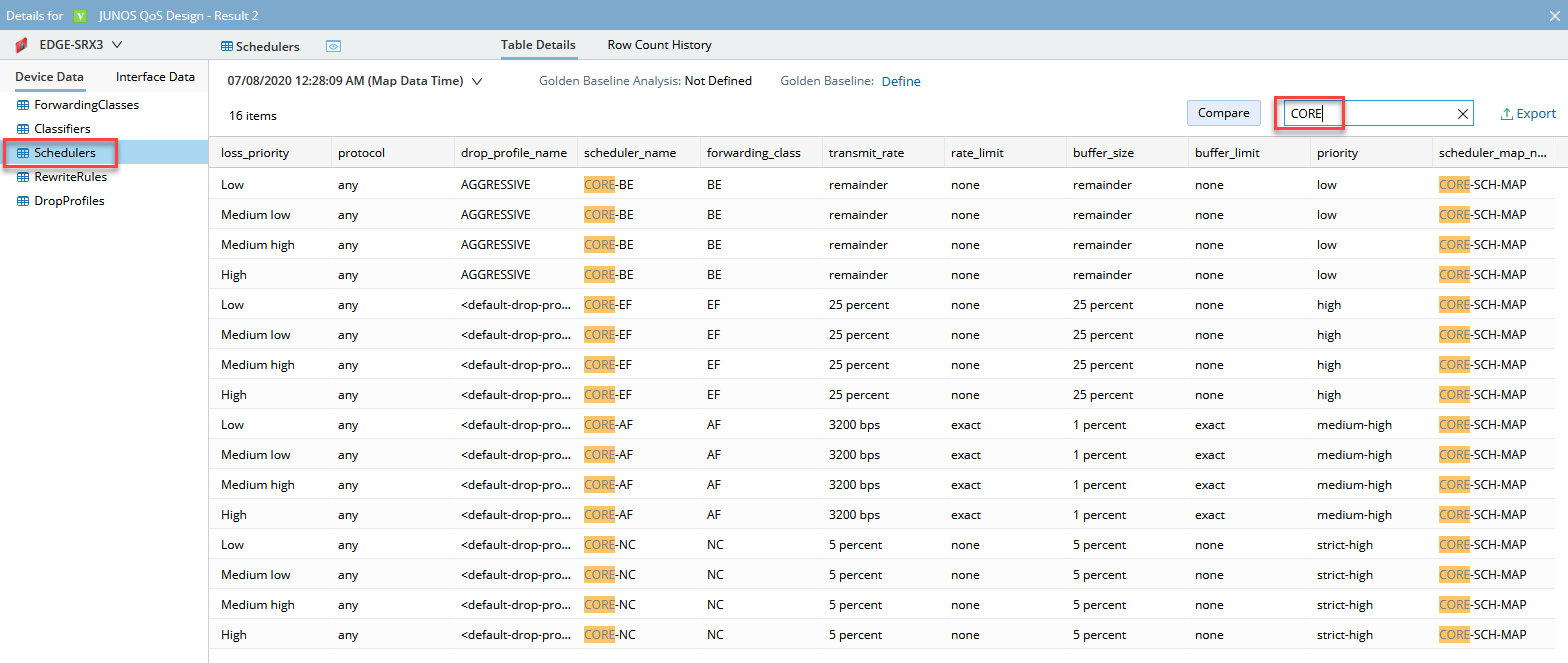 Details for V JUNOS QoS Design - Result 2
EDGE-SRX3 Schedulers Table Details Row Count History
Device Data Interface Data
ForwardingClasses
Classifiers
Schedulers
RewriteRules
DropProfiles
07/08/2020 12:28:09 AM (Map Data Time) Golden Baseline Analysis: Not Defined Golden Baseline: Define
16 items Compare CORE Export
loss_priority protocol drop_profile_name scheduler_name forwarding_class transmit_rate rate_limit buffer_size buffer_limit priority scheduler_map_n...
Low any AGGRESSIVE CORE-BE BE remainder none remainder none low CORE-SCH-MAP
Medium low any AGGRESSIVE CORE-BE BE remainder none remainder none low CORE-SCH-MAP
Medium high any AGGRESSIVE CORE-BE BE remainder none remainder none low CORE-SCH-MAP
High any AGGRESSIVE CORE-BE BE remainder none remainder none low CORE-SCH-MAP
Low any <default-drop-pro... CORE-EF EF 25 percent none 25 percent none high CORE-SCH-MAP
Medium low any <default-drop-pro... CORE-EF EF 25 percent none 25 percent none high CORE-SCH-MAP
Medium high any <default-drop-pro... CORE-EF EF 25 percent none 25 percent none high CORE-SCH-MAP
High any <default-drop-pro... CORE-EF EF 25 percent none 25 percent none high CORE-SCH-MAP
Low any <default-drop-pro... CORE-AF AF 3200 bps exact 1 percent exact medium-high CORE-SCH-MAP
Medium low any <default-drop-pro... CORE-AF AF 3200 bps exact 1 percent exact medium-high CORE-SCH-MAP
Medium high any <default-drop-pro... CORE-AF AF 3200 bps exact 1 percent exact medium-high CORE-SCH-MAP
High any <default-drop-pro... CORE-AF AF 3200 bps exact 1 percent exact medium-high CORE-SCH-MAP
Low any <default-drop-pro... CORE-NC NC 5 percent none 5 percent none strict-high CORE-SCH-MAP
Medium low any <default-drop-pro... CORE-NC NC 5 percent none 5 percent none strict-high CORE-SCH-MAP
Medium high any <default-drop-pro... CORE-NC NC 5 percent none 5 percent none strict-high CORE-SCH-MAP
High any <default-drop-pro... CORE-NC NC 5 percent none 5 percent none strict-high CORE-SCH-MAP